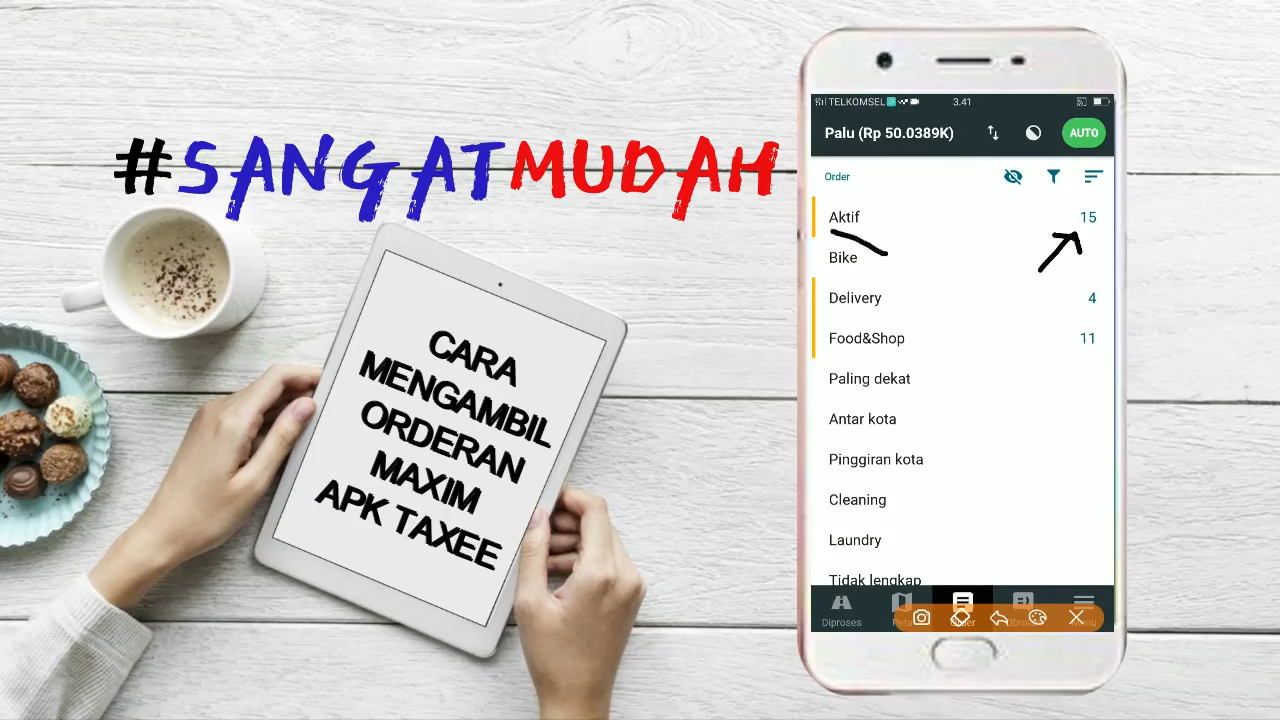 #SANGATMUDAH
CARA
MENGAMBIL
ORDERAN
MAXIM
APK TAXEE
TELKOMSEL
3.41
Palu (Rp 50.0389K)
AUTO
Order
Aktif 15
Bike
Delivery 4
Food&Shop 11
Paling dekat
Antar kota
Pinggiran kota
Cleaning
Laundry
Tidak lengkap
Diproses